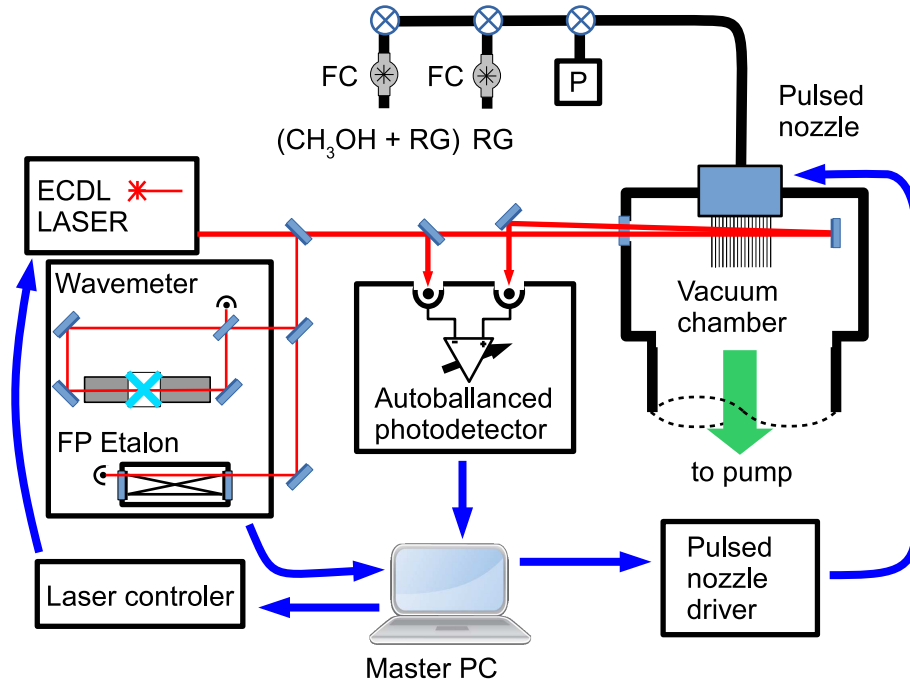 FC
FC
P
(CH₃OH + RG) RG
Pulsed
nozzle
ECDL
LASER
Wavemeter
Vacuum
chamber
- +
Autoballanced
photodetector
FP Etalon
to pump
Pulsed
nozzle
driver
Laser controler
Master PC